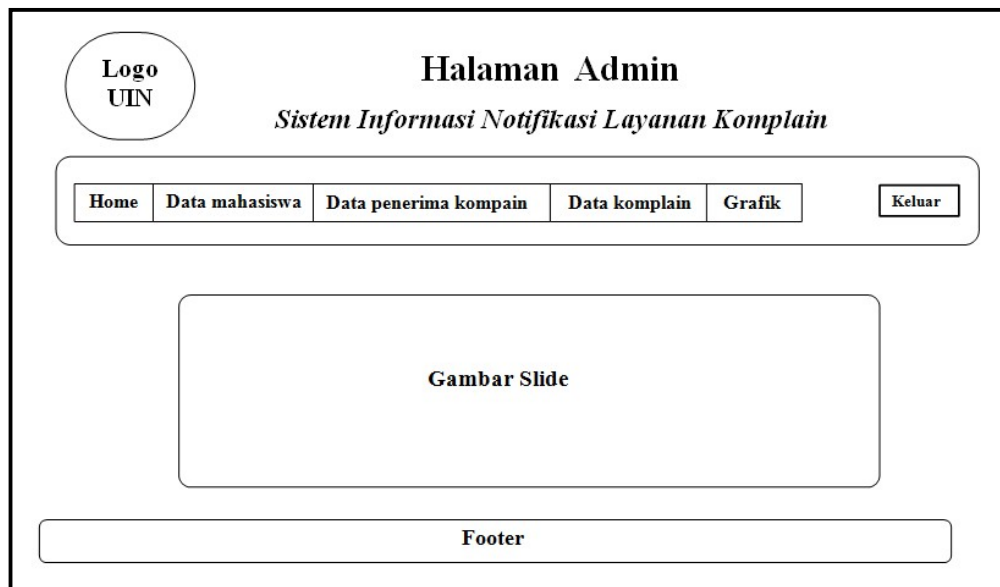 Logo
UIN
Halaman Admin
Sistem Informasi Notifikasi Layanan Komplain
Home Data mahasiswa Data penerima kompain Data komplain Grafik Keluar
Gambar Slide
Footer